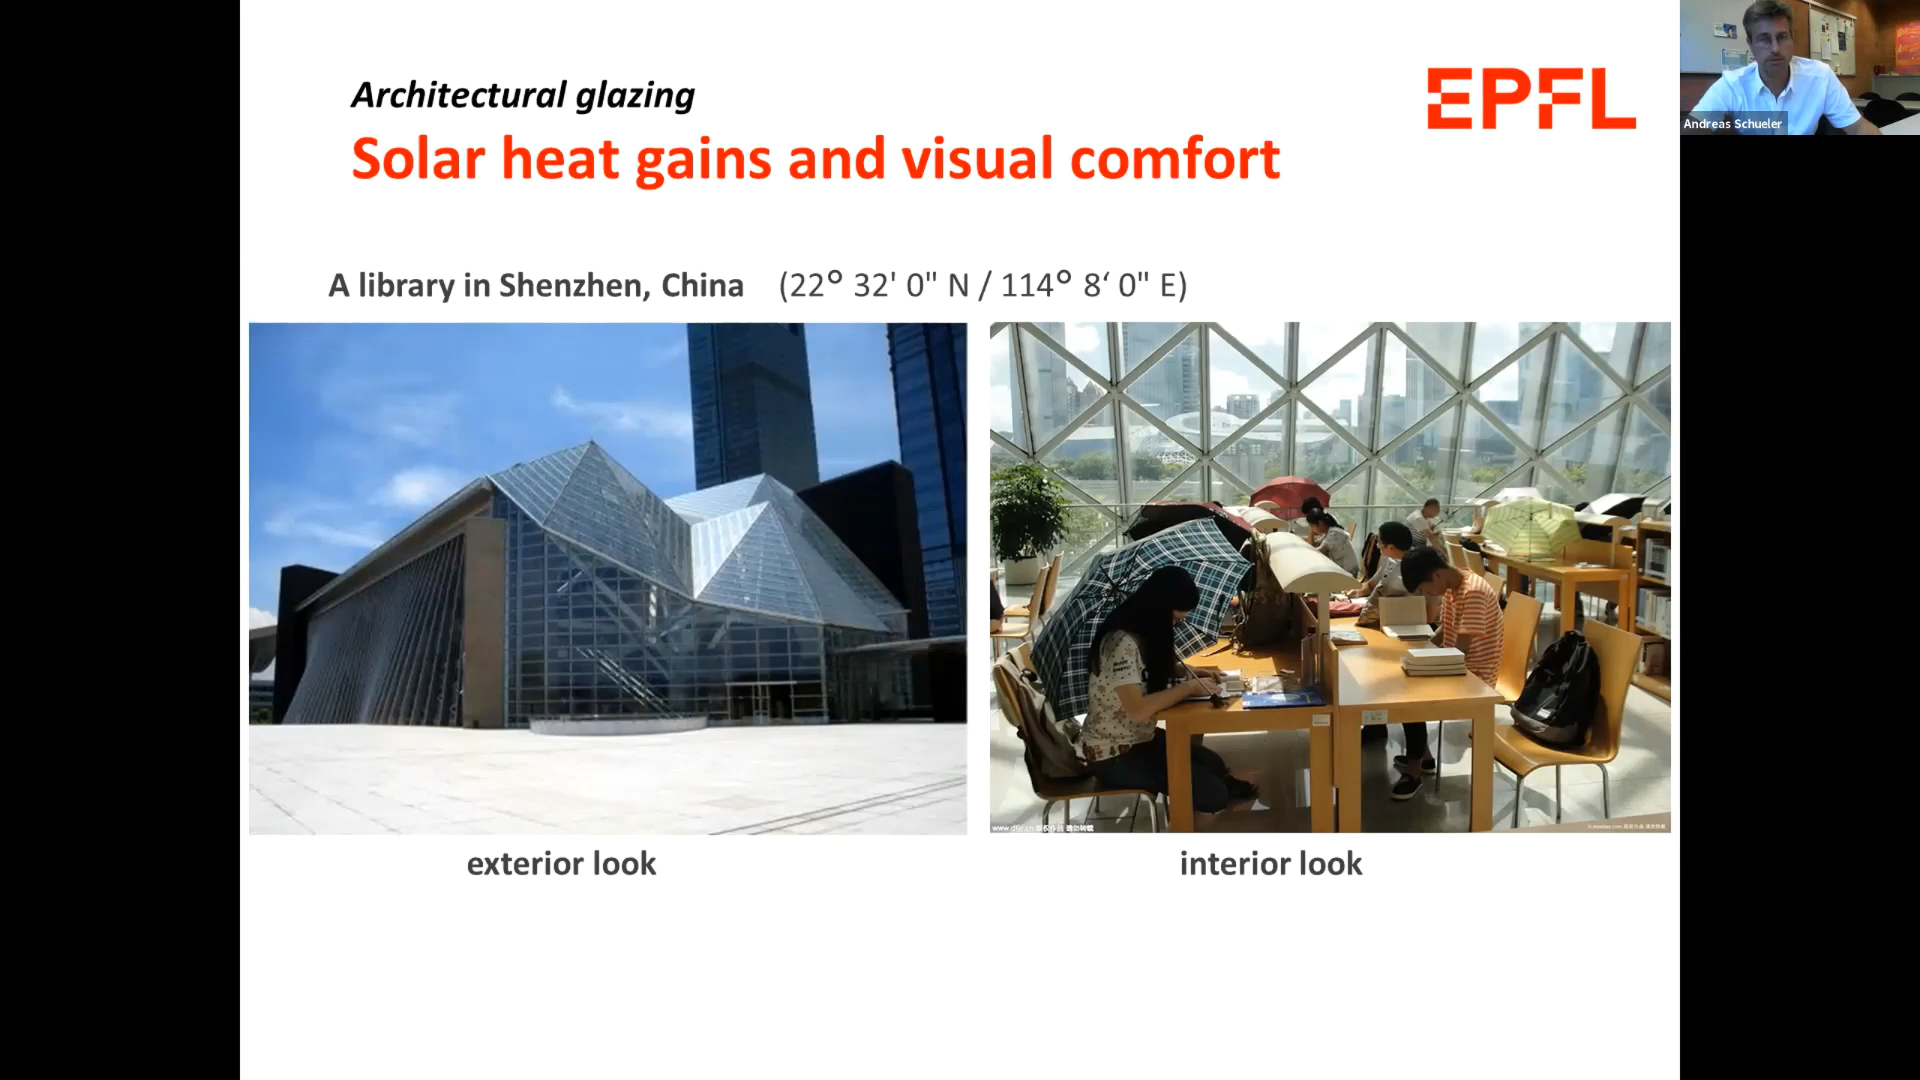 Architectural glazing
EPFL
Andreas Schueler
Solar heat gains and visual comfort
A library in Shenzhen, China (22° 32' 0" N / 114° 8‘ 0" E)
exterior look
interior look